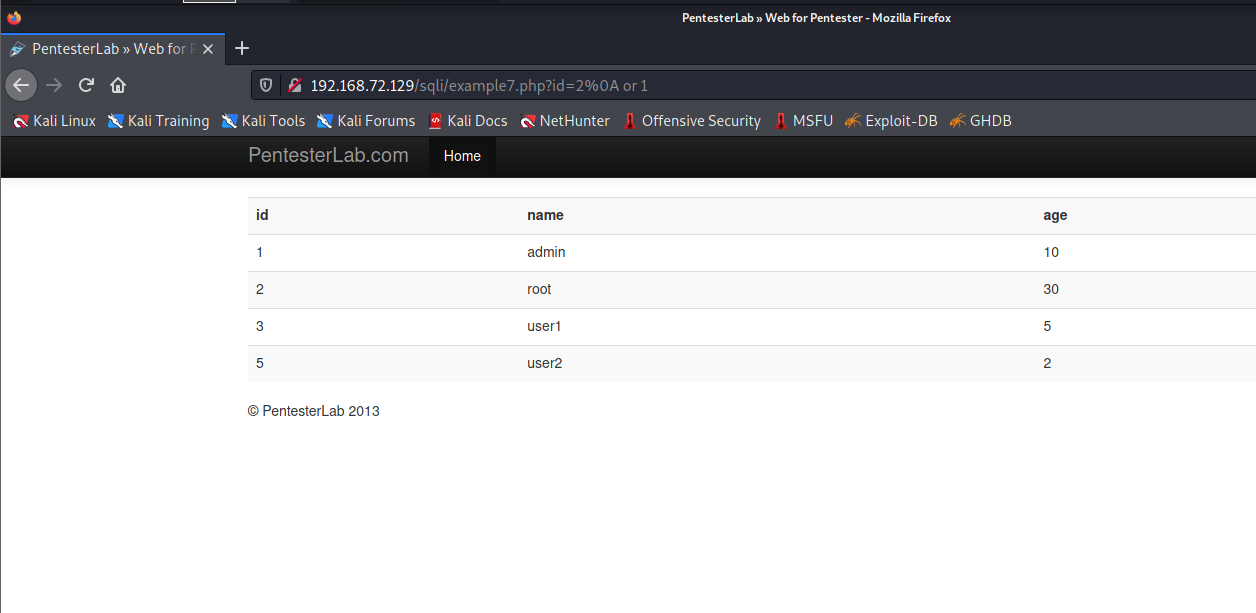 PentesterLab » Web for Pentester - Mozilla Firefox
PentesterLab » Web for P
192.168.72.129/sqli/example7.php?id=2%0A or 1
Kali Linux Kali Training Kali Tools Kali Forums Kali Docs NetHunter Offensive Security MSFU Exploit-DB GHDB
PentesterLab.com Home
id name age
1 admin 10
2 root 30
3 user1 5
5 user2 2
© PentesterLab 2013